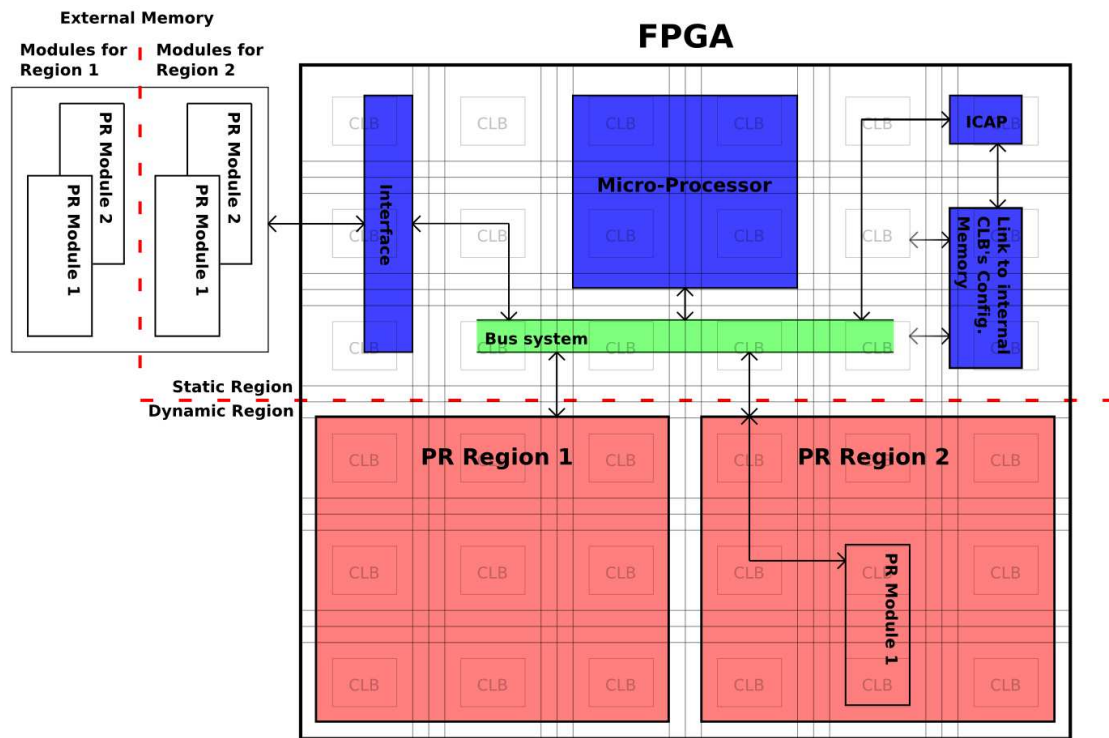 External Memory
FPGA
Modules for
Region 1
Modules for
Region 2
PR Module 2
PR Module 1
PR Module 2
PR Module 1
CLB
CLB
CLB
CLB
CLB
CLB
ICAP
Micro-Processor
Interface
CLB
CLB
CLB
CLB
CLB
Link to internal
CLB's Config.
Memory
CLB
CLB
CLB
CLB
CLB
Bus system
Static Region
Dynamic Region
PR Region 1
PR Region 2
CLB
CLB
CLB
CLB
CLB
CLB
CLB
CLB
CLB
CLB
CLB
CLB
PR Module 1
CLB
CLB
CLB
CLB
CLB
CLB